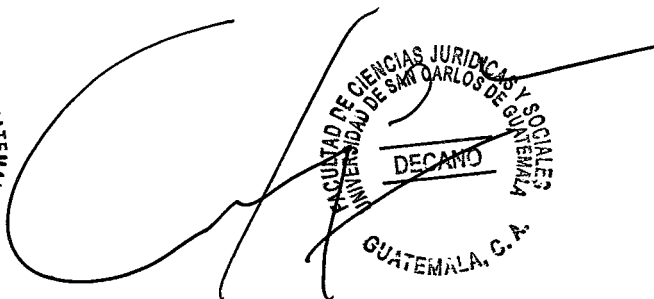 FACULTAD DE CIENCIAS JURIDICAS Y SOCIALES
UNIVERSIDAD DE SAN CARLOS DE GUATEMALA
DECANO
GUATEMALA, C. A.